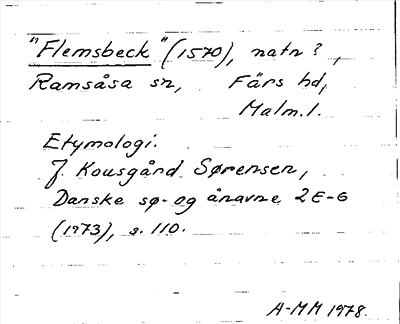 "Flemsbeck" (1570), natn?,
Ramsåsa sn, Färs hd,
Malm. l.
Etymologi:
J. Kousgård Sørensen,
Danske sø- og ånavne 2 E-G
(1973), s. 110.
A-MM 1978.